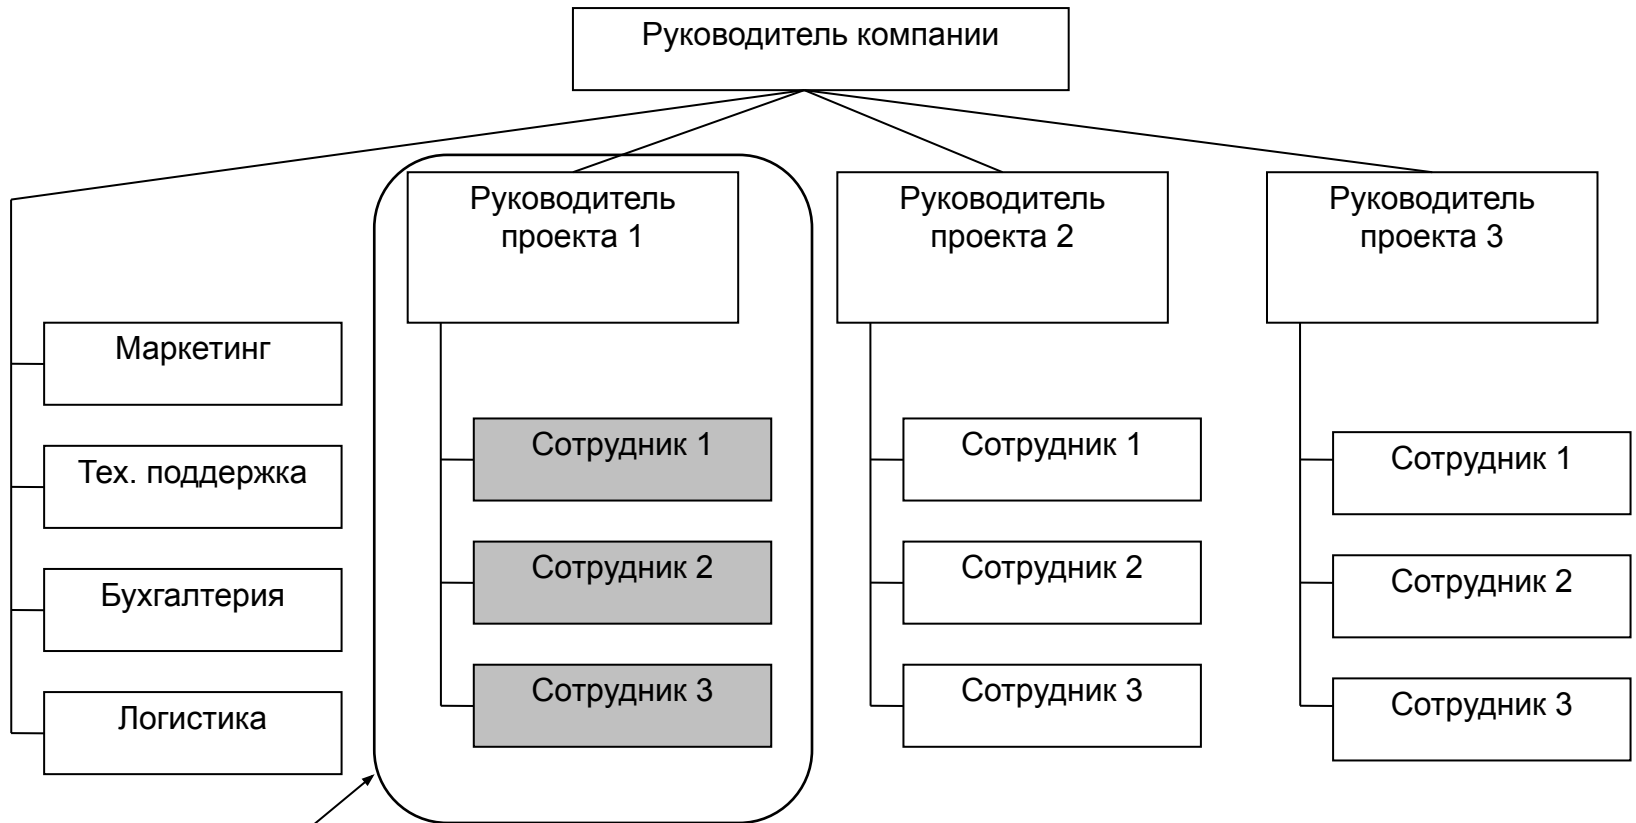 Руководитель компании
Руководитель
проекта 1
Руководитель
проекта 2
Руководитель
проекта 3
Маркетинг
Тех. поддержка
Бухгалтерия
Логистика
Сотрудник 1
Сотрудник 2
Сотрудник 3
Сотрудник 1
Сотрудник 2
Сотрудник 3
Сотрудник 1
Сотрудник 2
Сотрудник 3